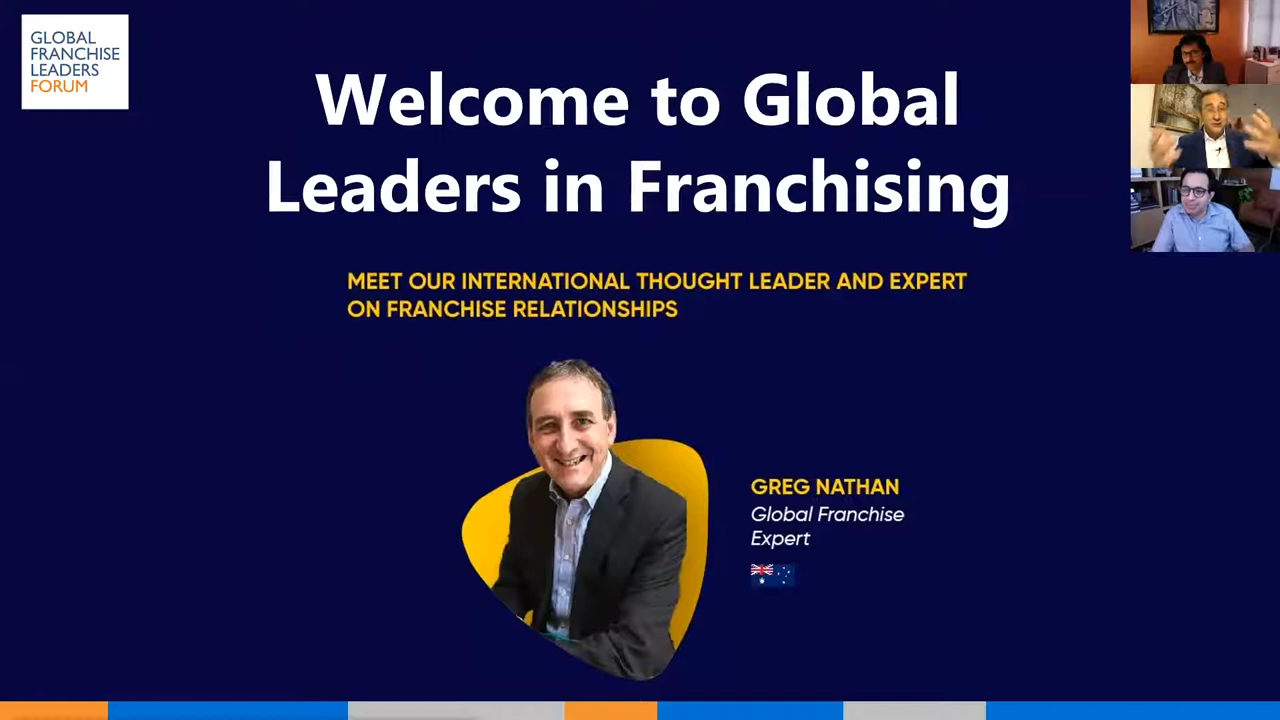 GLOBAL
FRANCHISE
LEADERS
FORUM
Welcome to Global
Leaders in Franchising
MEET OUR INTERNATIONAL THOUGHT LEADER AND EXPERT
ON FRANCHISE RELATIONSHIPS
GREG NATHAN
Global Franchise
Expert